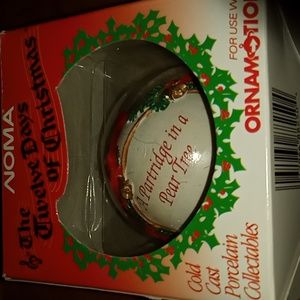 NOMA
The
Twelve Days
of Christmas
A Partridge in a
Pear Tree
Cold
Cast
Porcelain
Collectables
FOR USE W
ORNAMOTION